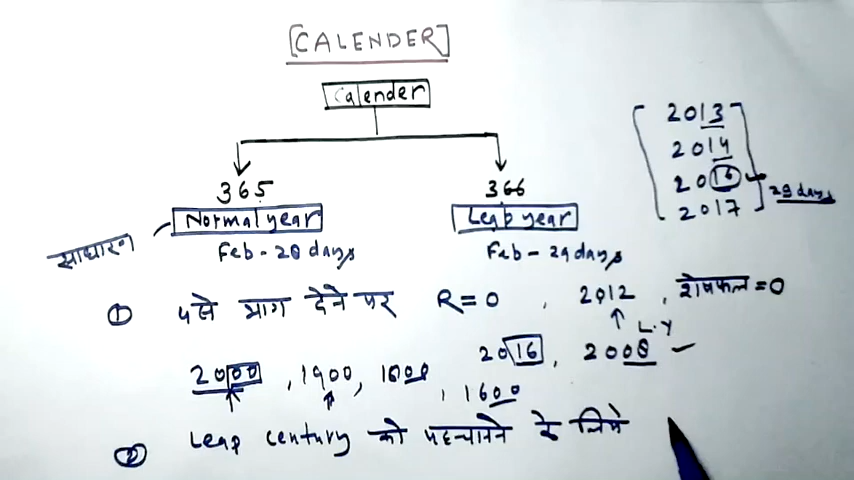 [CALENDER]
Calender
365
Normal year
साधारण
Feb - 28 days
366
Leap year
Feb - 29 days
2013
2014
2016
2017
29 days
① 4 से भाग देने पर R = 0 , 2012 , शेषफल = 0
L.Y
2000 , 1900, 1800 , 1600 2016 , 2008
② Leap century को पहचानने के लिये